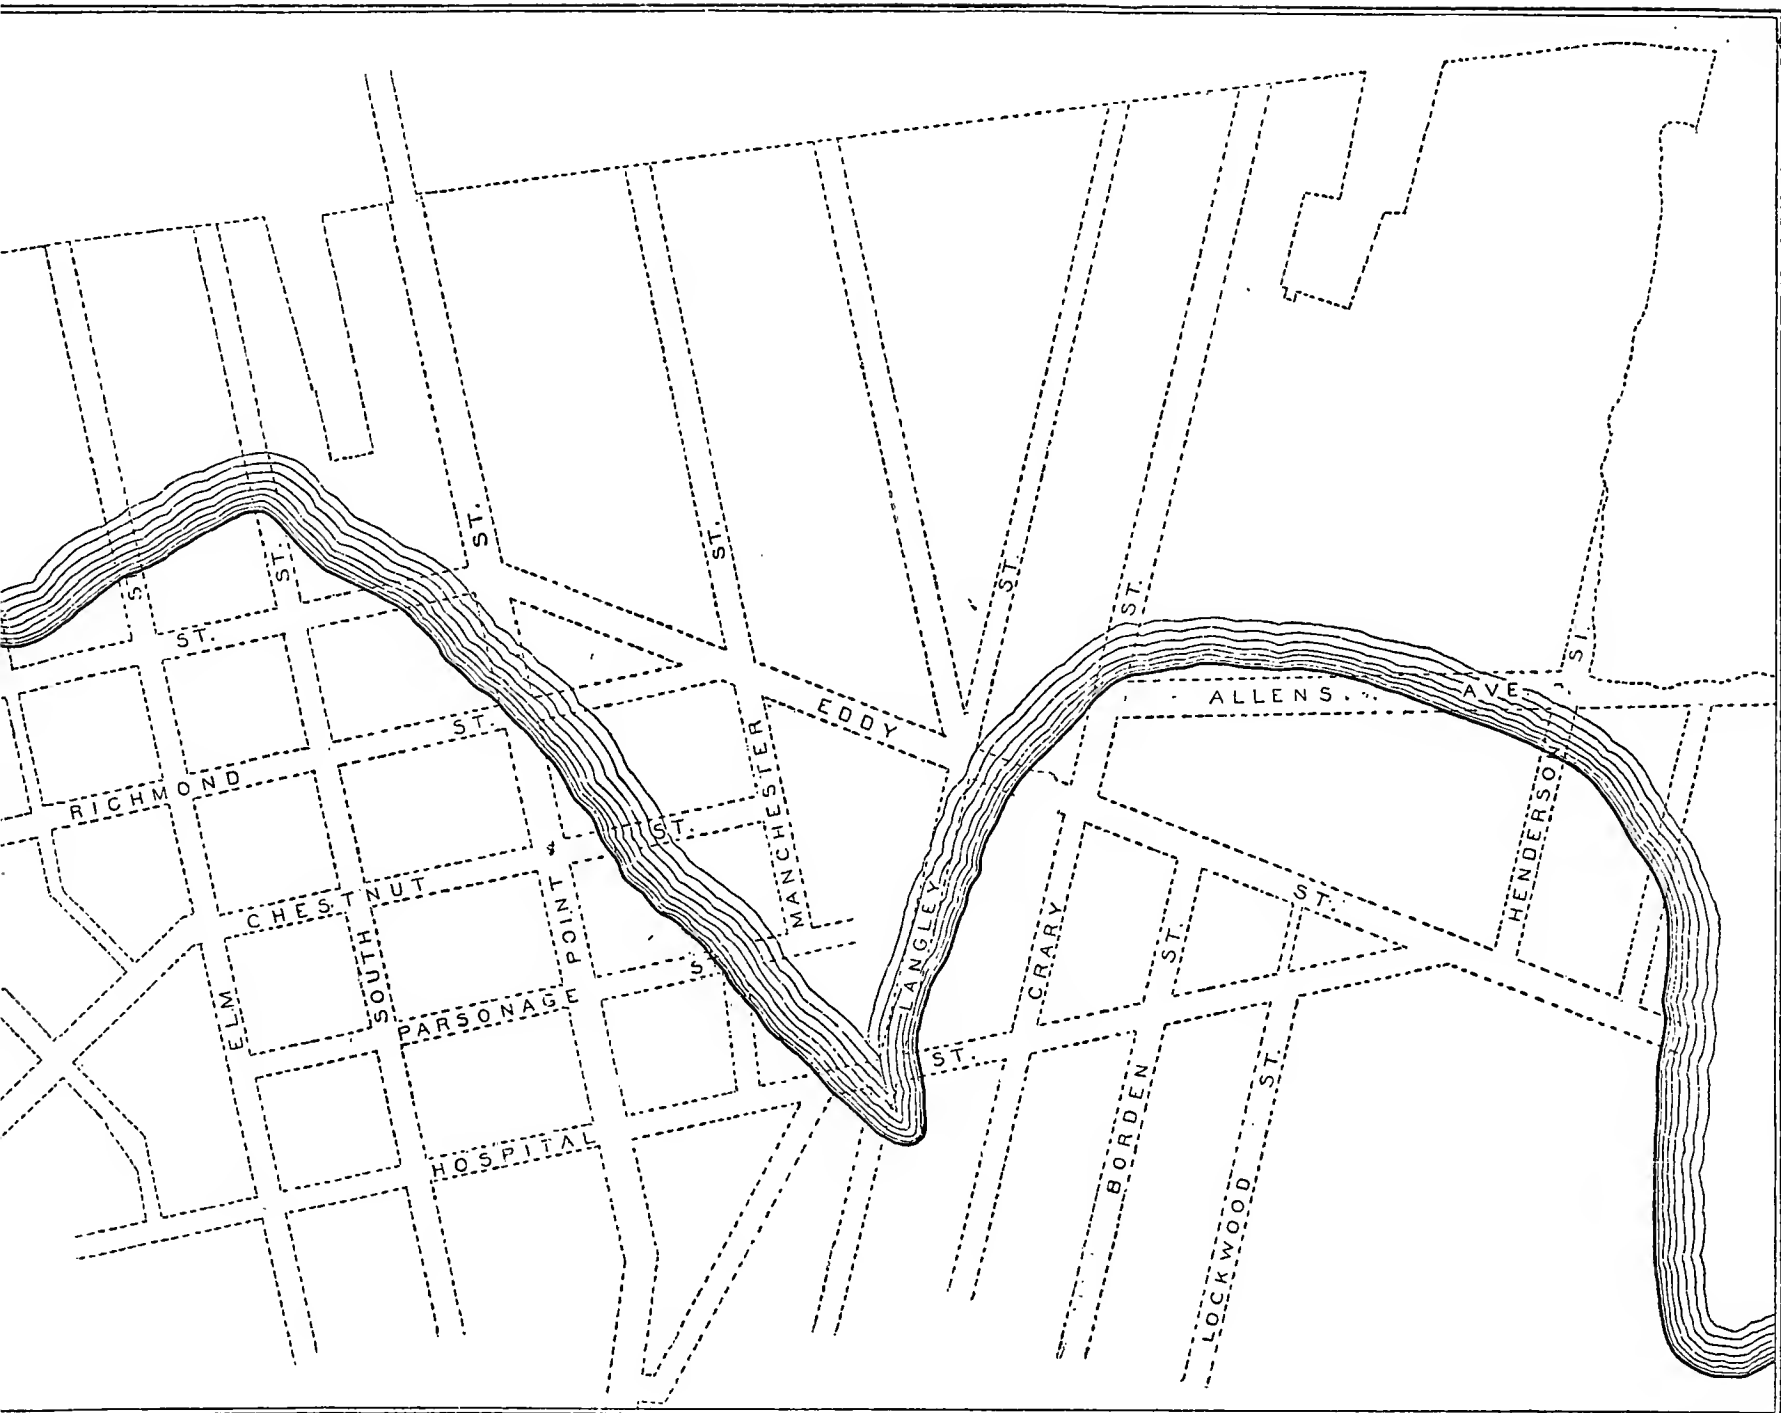 ST.
ST.
ST.
ST.
ST.
ST.
ST.
EDDY
ALLENS AVE.
ST.
RICHMOND
MANCHESTER
ST.
HENDERSON
ST.
CHESTNUT
ST.
POINT &
LANGLEY
CRARY
ST.
SOUTH
ELM
PARSONAGE
ST.
HOSPITAL
BORDEN
ST.
LOCKWOOD